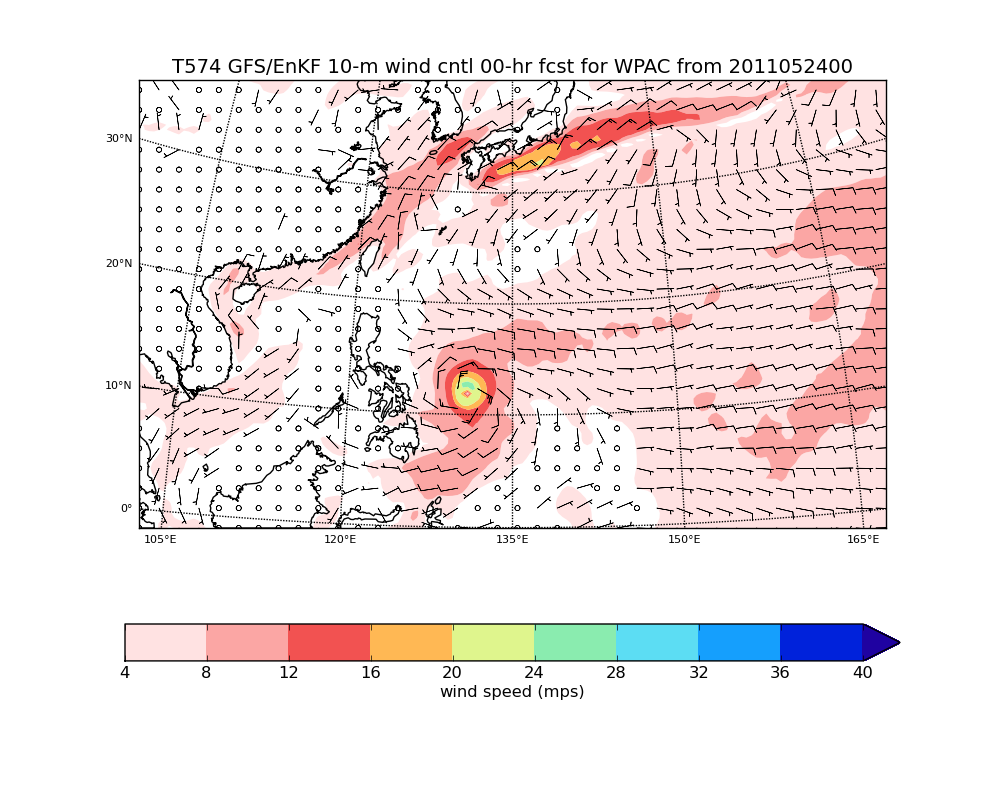 T574 GFS/EnKF 10-m wind cntl 00-hr fcst for WPAC from 2011052400
30°N
20°N
10°N
0°
105°E 120°E 135°E 150°E 165°E
4 8 12 16 20 24 28 32 36 40
wind speed (mps)